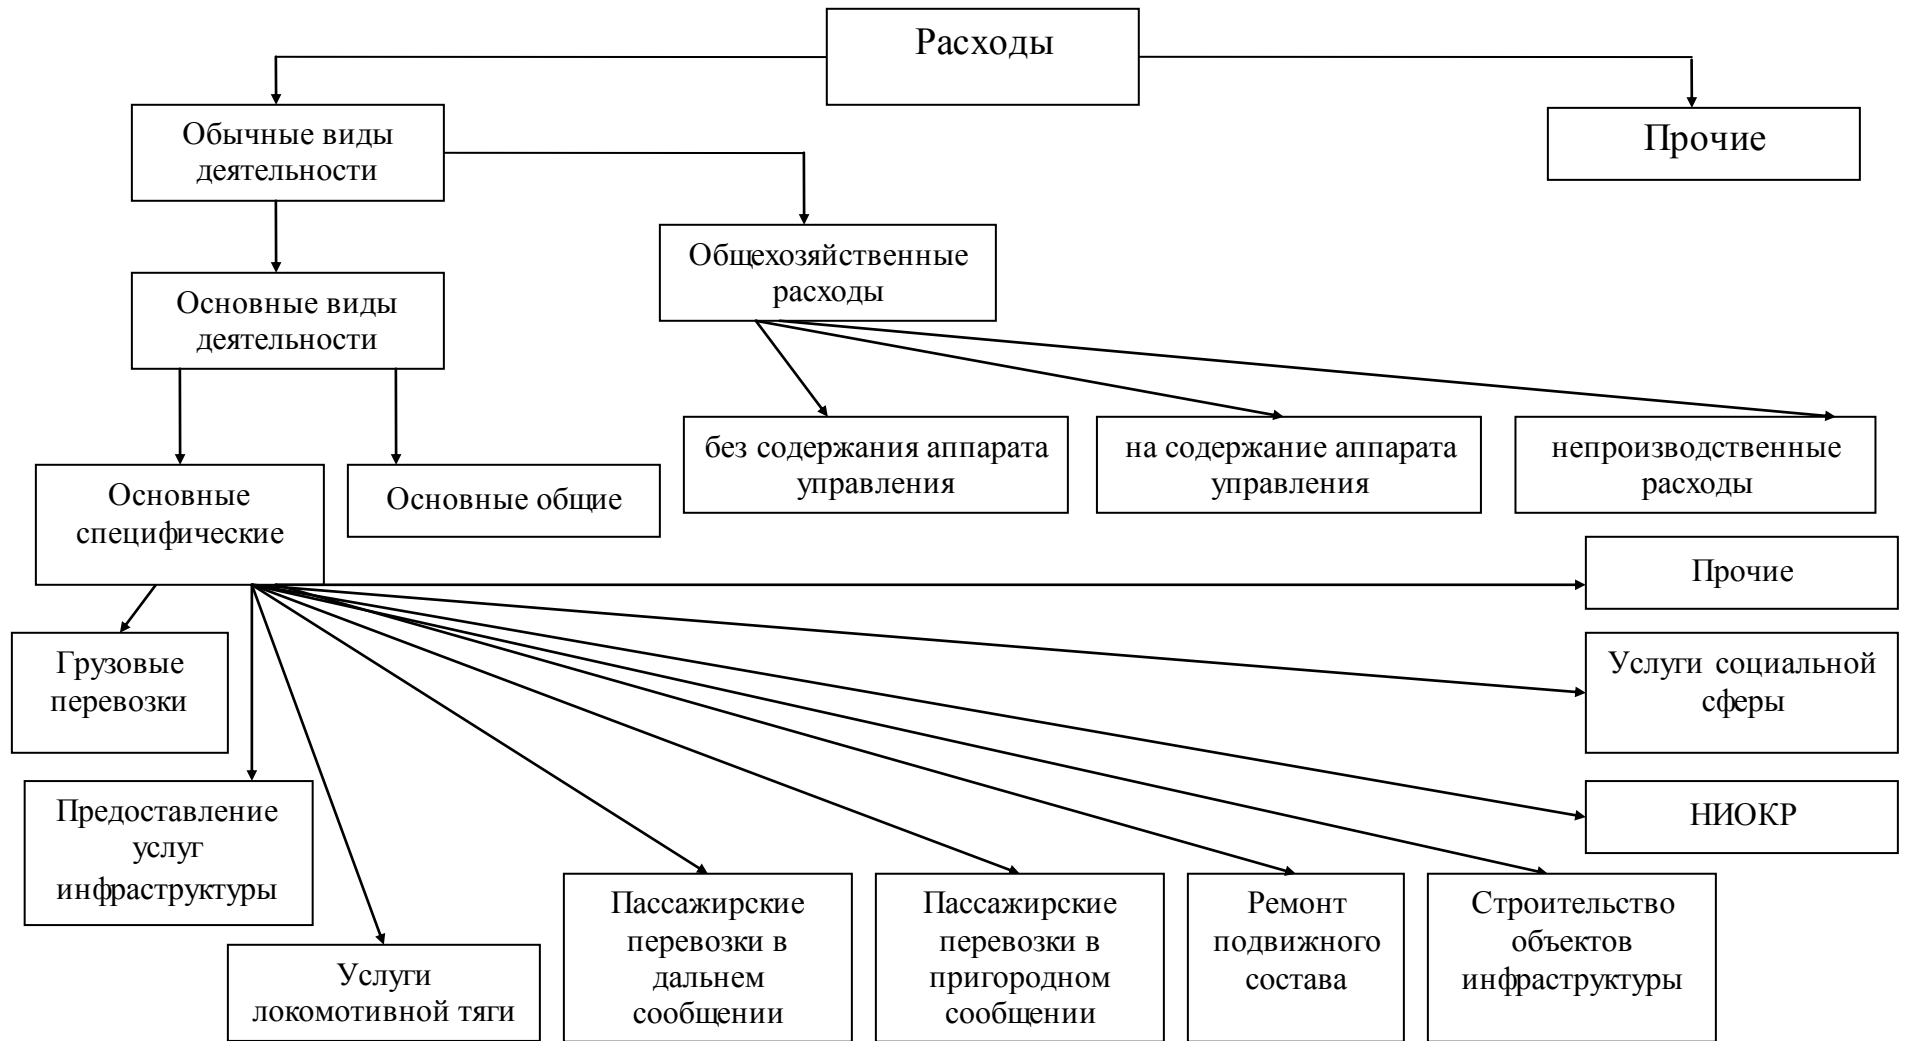 Расходы
Обычные виды
деятельности
Прочие
Общехозяйственные
расходы
Основные виды
деятельности
без содержания аппарата
управления
на содержание аппарата
управления
непроизводственные
расходы
Основные
специфические
Основные общие
Прочие
Грузовые
перевозки
Услуги социальной
сферы
Предоставление
услуг
инфраструктуры
НИОКР
Услуги
локомотивной тяги
Пассажирские
перевозки в
дальнем
сообщении
Пассажирские
перевозки в
пригородном
сообщении
Ремонт
подвижного
состава
Строительство
объектов
инфраструктуры